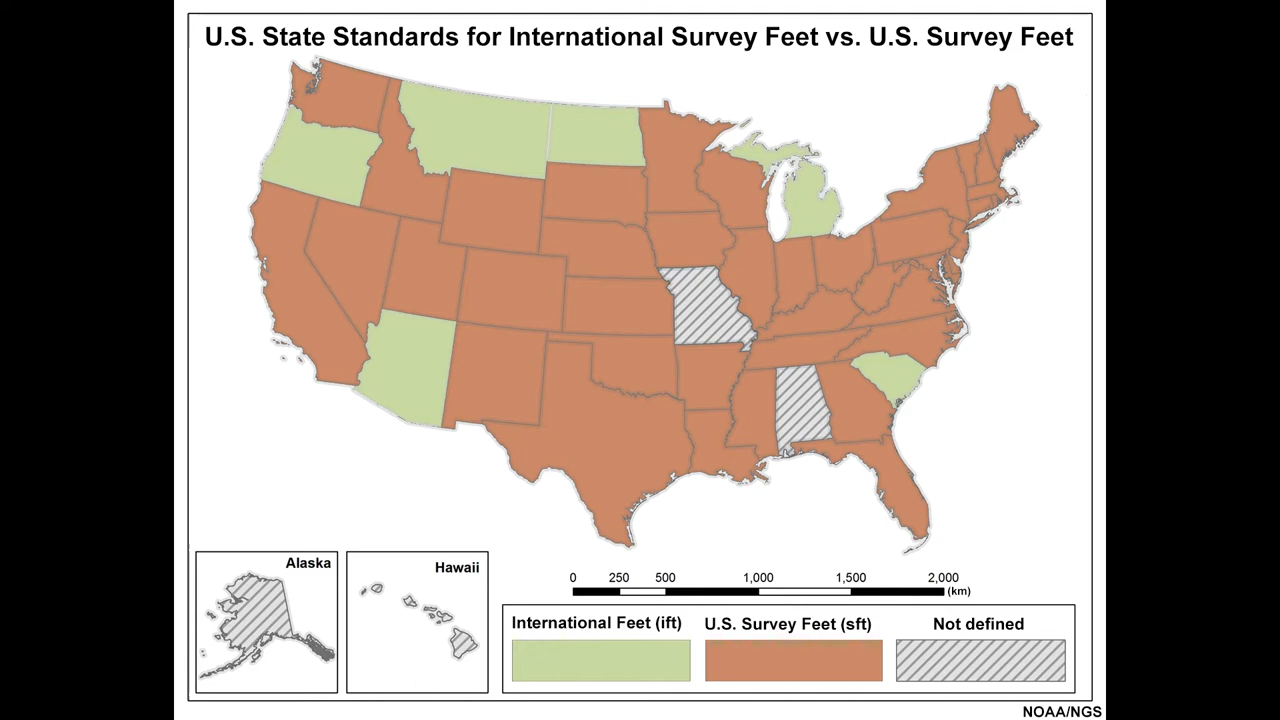 U.S. State Standards for International Survey Feet vs. U.S. Survey Feet
Alaska
Hawaii
0 250 500 1,000 1,500 2,000
(km)
International Feet (ift) U.S. Survey Feet (sft) Not defined
NOAA/NGS